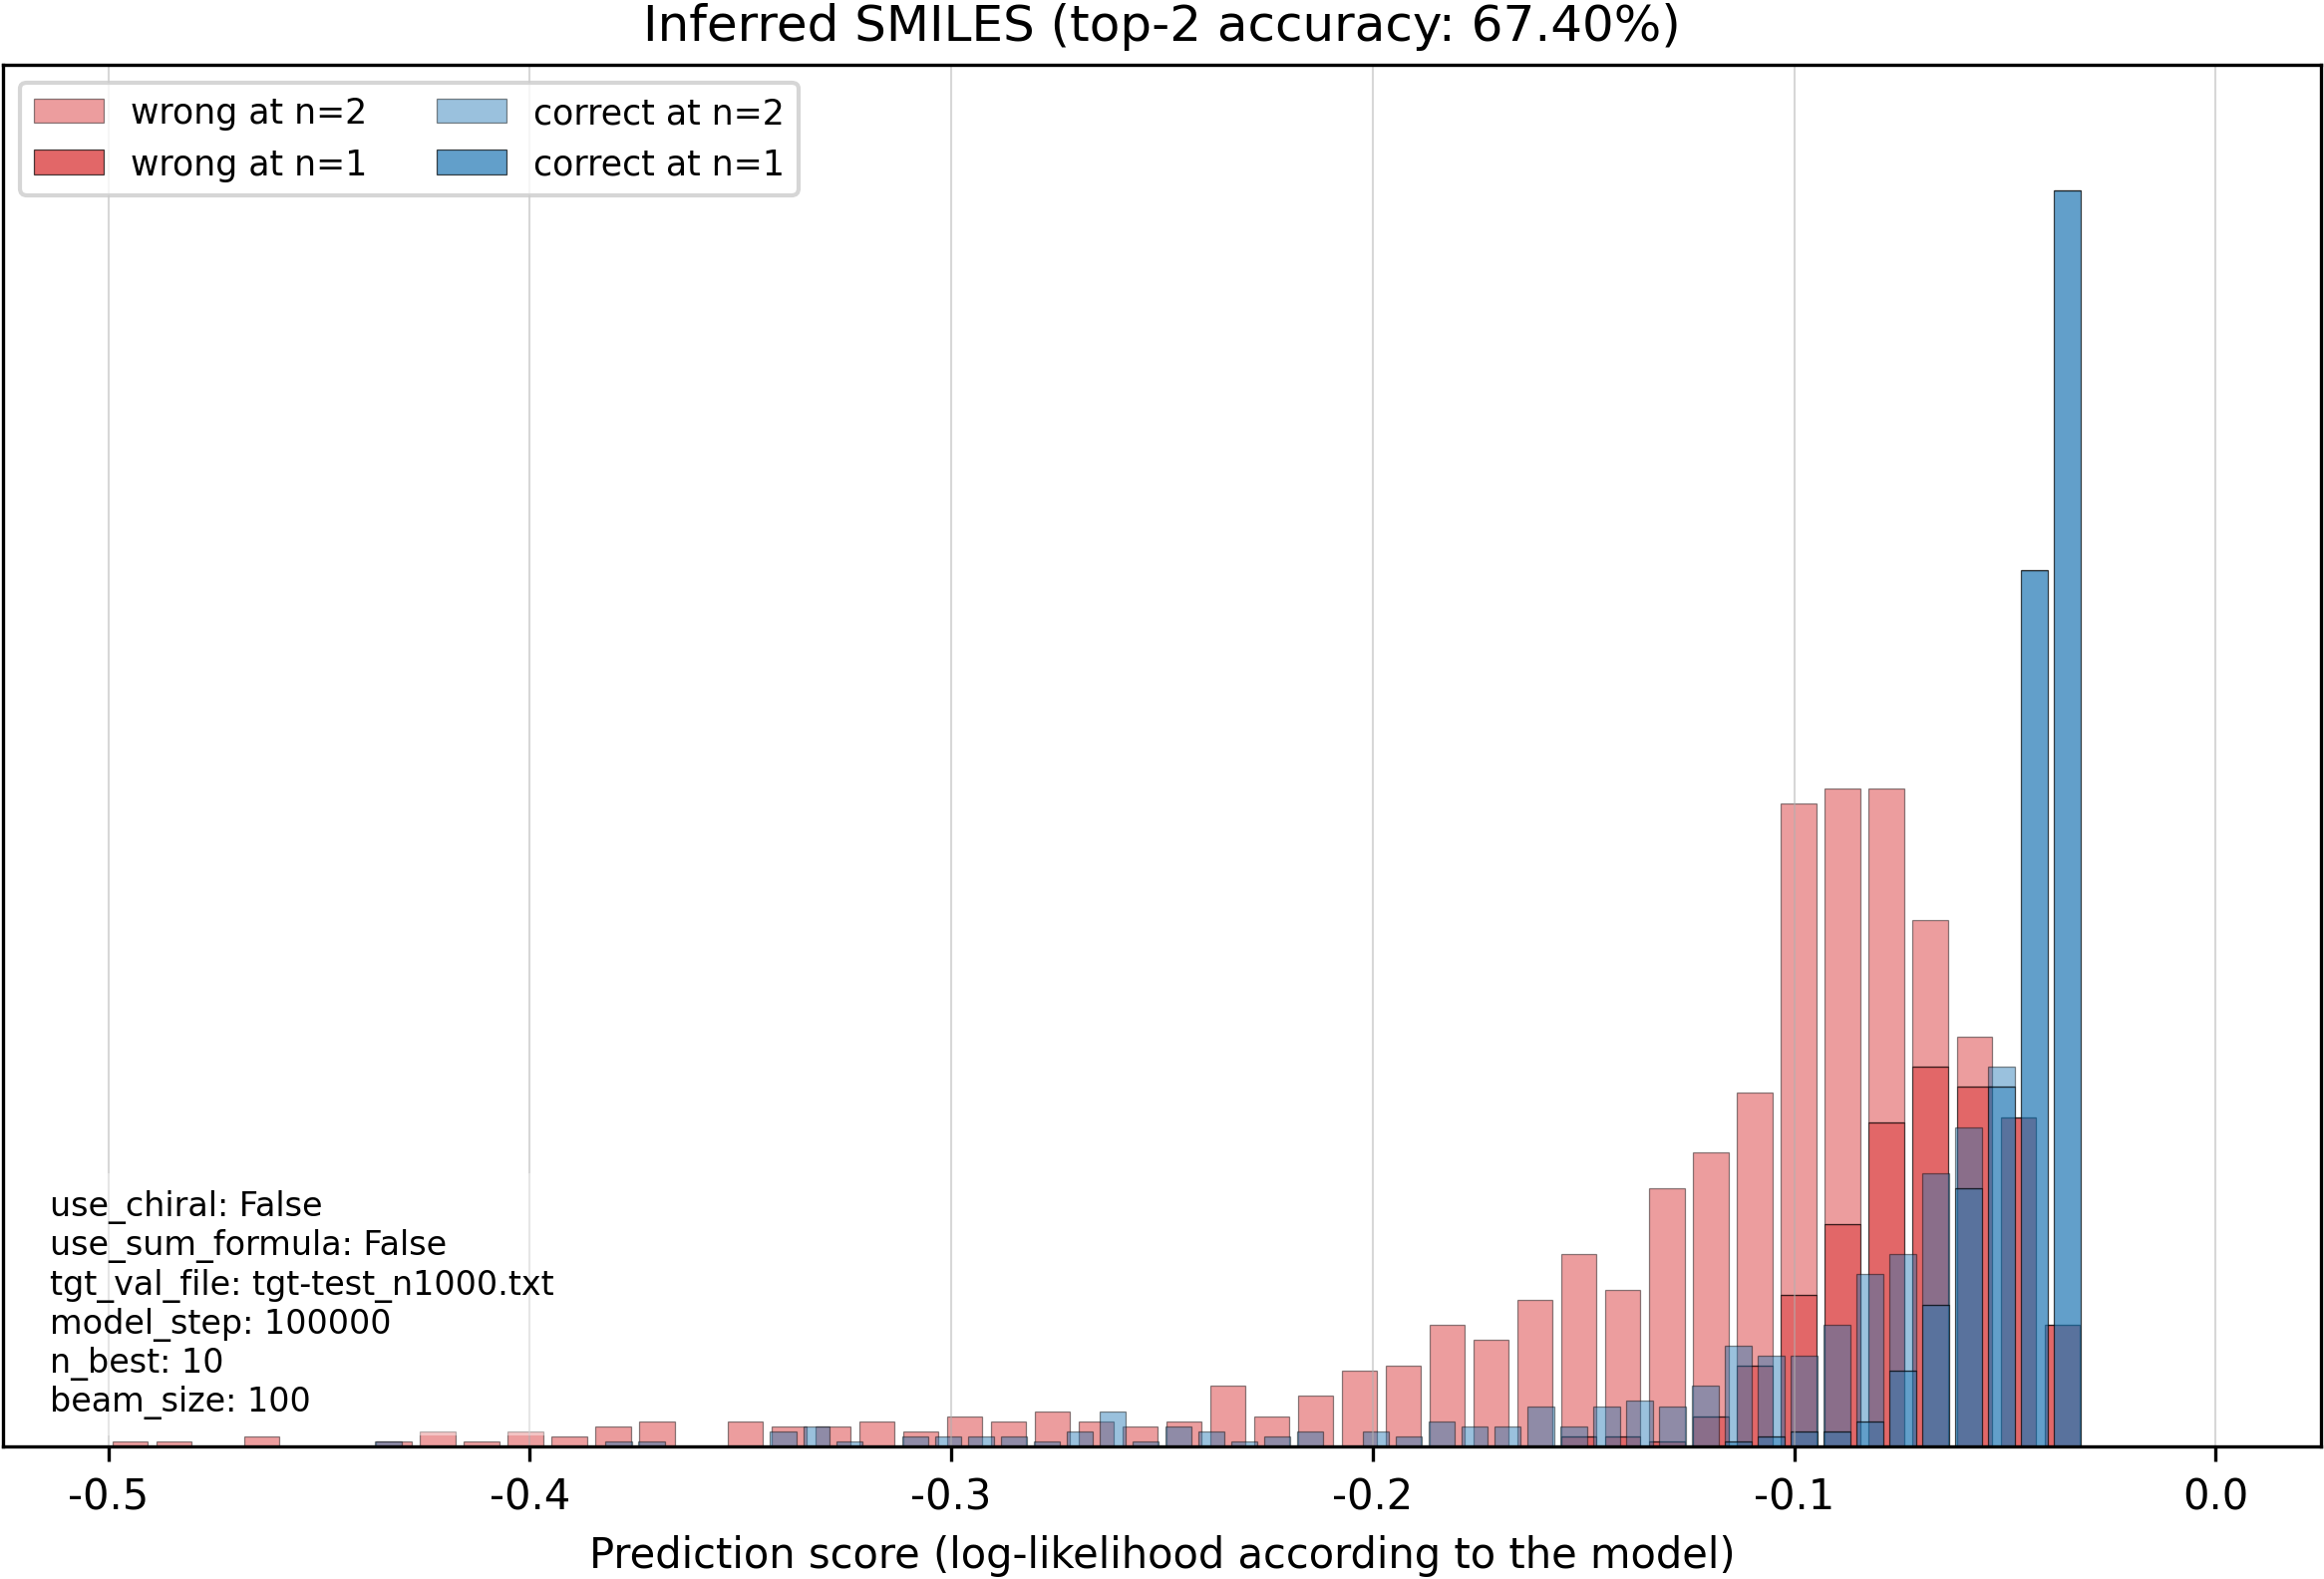 Inferred SMILES (top-2 accuracy: 67.40%)
wrong at n=2
wrong at n=1
correct at n=2
correct at n=1
use_chiral: False
use_sum_formula: False
tgt_val_file: tgt-test_n1000.txt
model_step: 100000
n_best: 10
beam_size: 100
-0.5 -0.4 -0.3 -0.2 -0.1 0.0
Prediction score (log-likelihood according to the model)